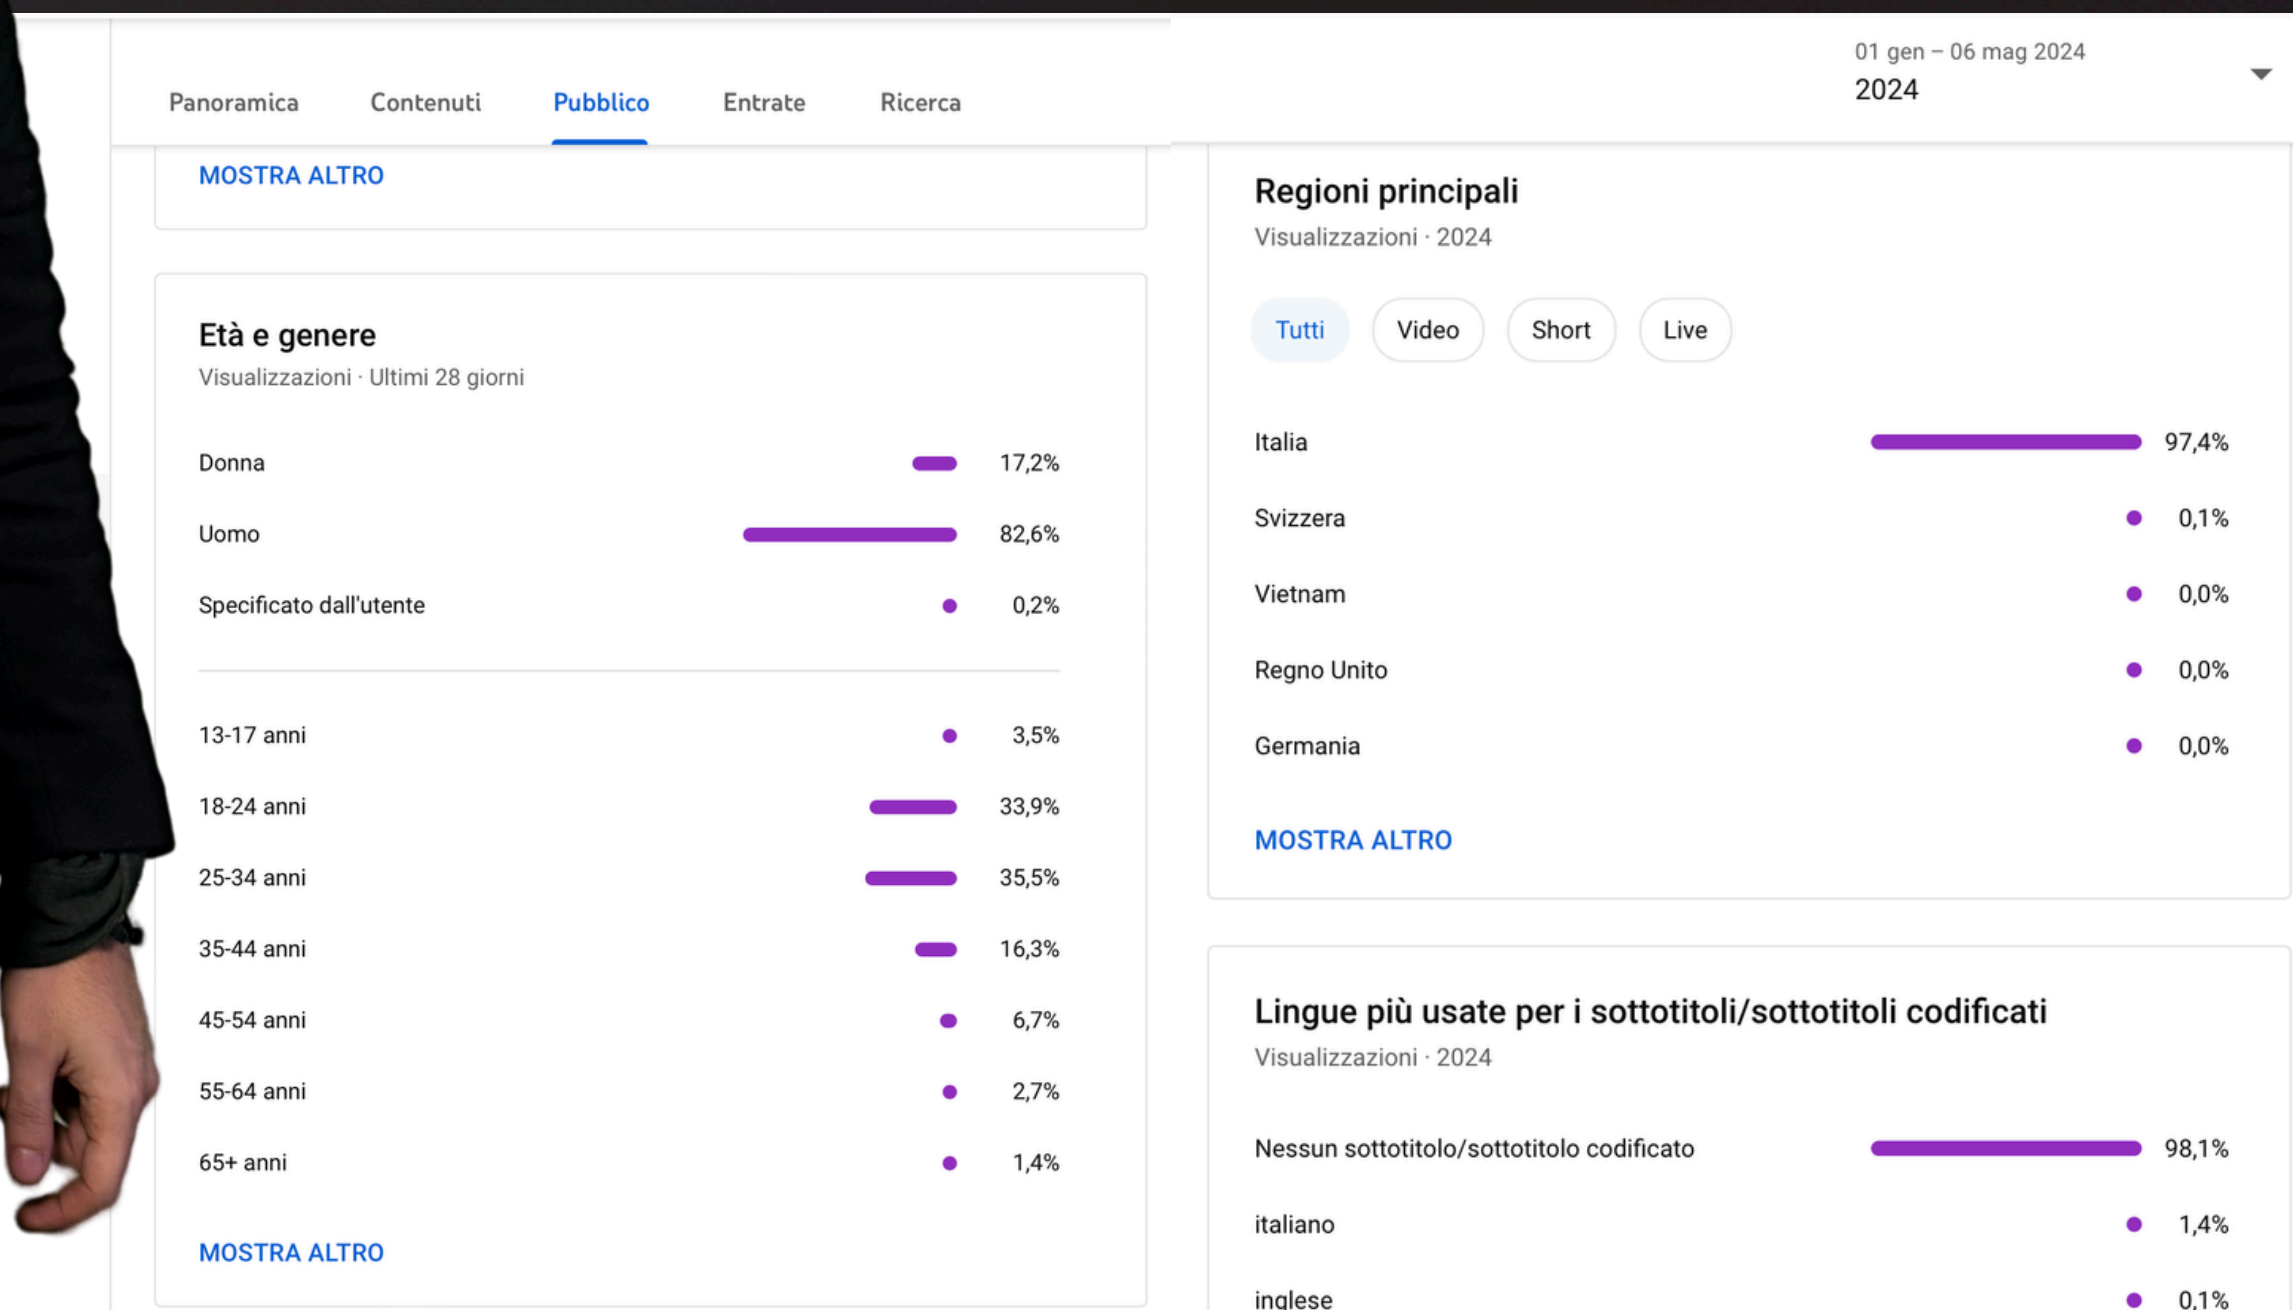 Panoramica Contenuti Pubblico Entrate Ricerca
MOSTRA ALTRO
Età e genere
Visualizzazioni · Ultimi 28 giorni
Donna 17,2%
Uomo 82,6%
Specificato dall'utente 0,2%
13-17 anni 3,5%
18-24 anni 33,9%
25-34 anni 35,5%
35-44 anni 16,3%
45-54 anni 6,7%
55-64 anni 2,7%
65+ anni 1,4%
MOSTRA ALTRO
01 gen – 06 mag 2024
2024
Regioni principali
Visualizzazioni · 2024
Tutti Video Short Live
Italia 97,4%
Svizzera 0,1%
Vietnam 0,0%
Regno Unito 0,0%
Germania 0,0%
MOSTRA ALTRO
Lingue più usate per i sottotitoli/sottotitoli codificati
Visualizzazioni · 2024
Nessun sottotitolo/sottotitolo codificato 98,1%
italiano 1,4%
inglese 0,1%